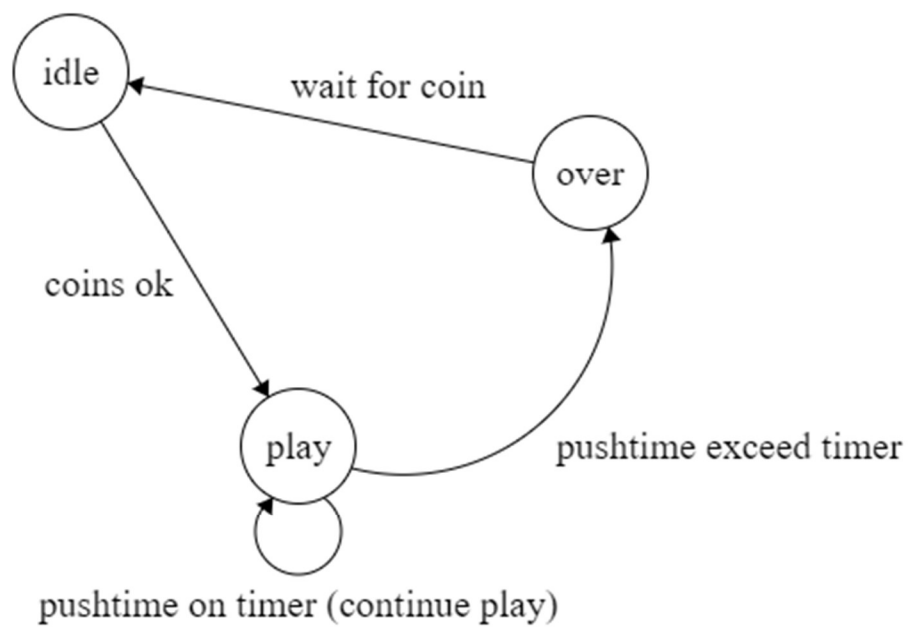 idle
wait for coin
over
coins ok
play
pushtime exceed timer
pushtime on timer (continue play)